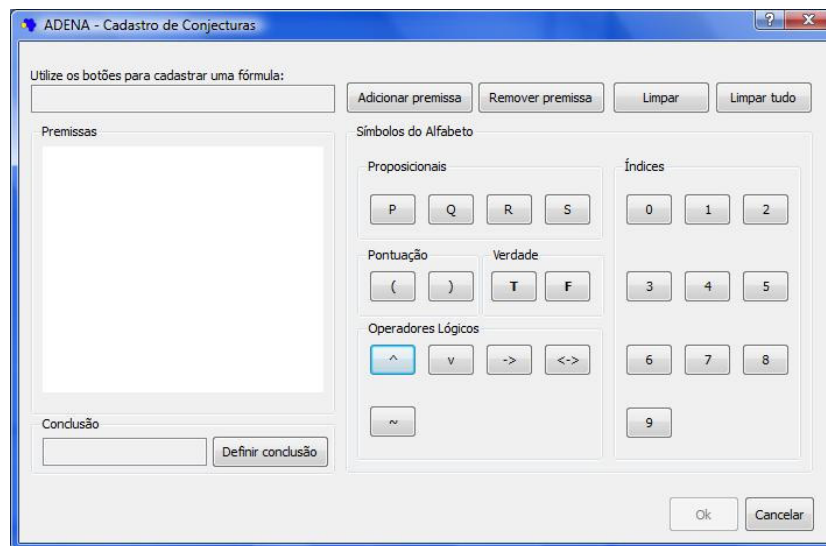 ADENA - Cadastro de Conjecturas
?
X
Utilize os botões para cadastrar uma fórmula:
Adicionar premissa Remover premissa Limpar Limpar tudo
Premissas
Símbolos do Alfabeto
Proposicionais
P Q R S
Pontuação
( )
Verdade
T F
Operadores Lógicos
^ v -> <->
~
Índices
0 1 2
3 4 5
6 7 8
9
Conclusão
Definir conclusão
Ok Cancelar